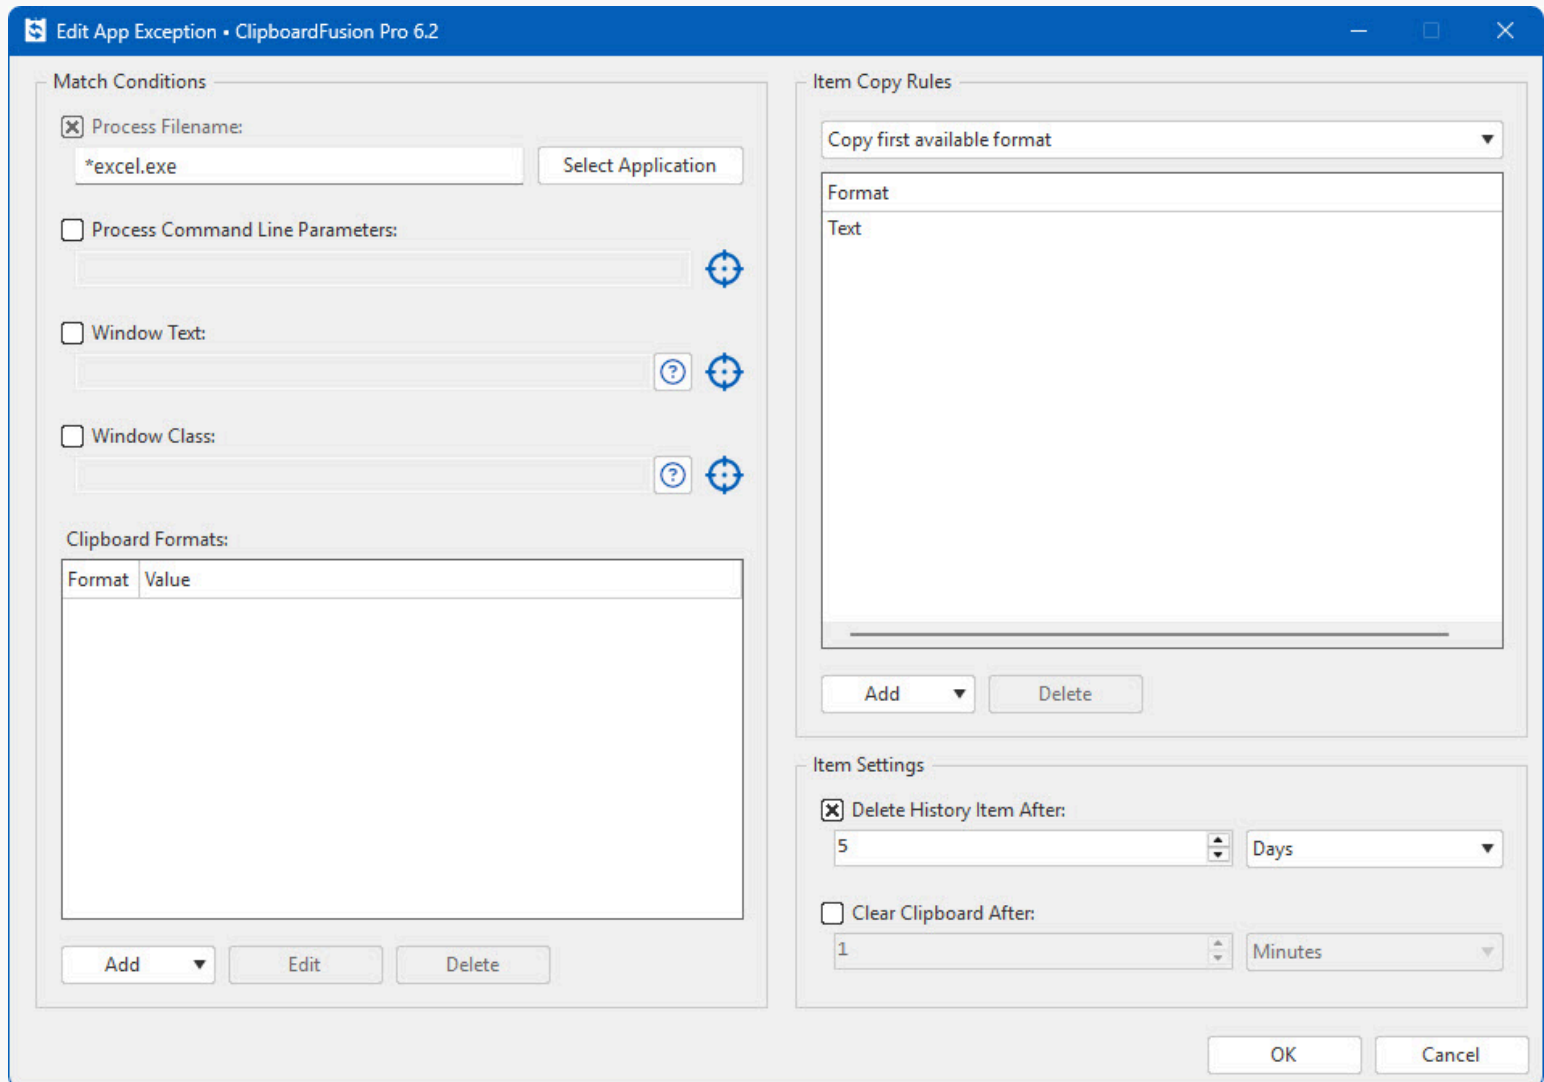 Edit App Exception • ClipboardFusion Pro 6.2
Match Conditions
Process Filename:
*excel.exe
Select Application
Process Command Line Parameters:
Window Text:
Window Class:
Clipboard Formats:
Format Value
Add
Edit
Delete
Item Copy Rules
Copy first available format
Format
Text
Add
Delete
Item Settings
Delete History Item After:
5
Days
Clear Clipboard After:
1
Minutes
OK
Cancel